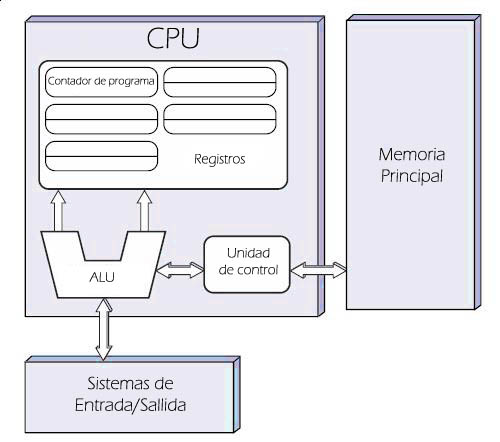 CPU
Contador de programa
Registros
Memoria
Principal
ALU
Unidad
de control
Sistemas de
Entrada/Sallida